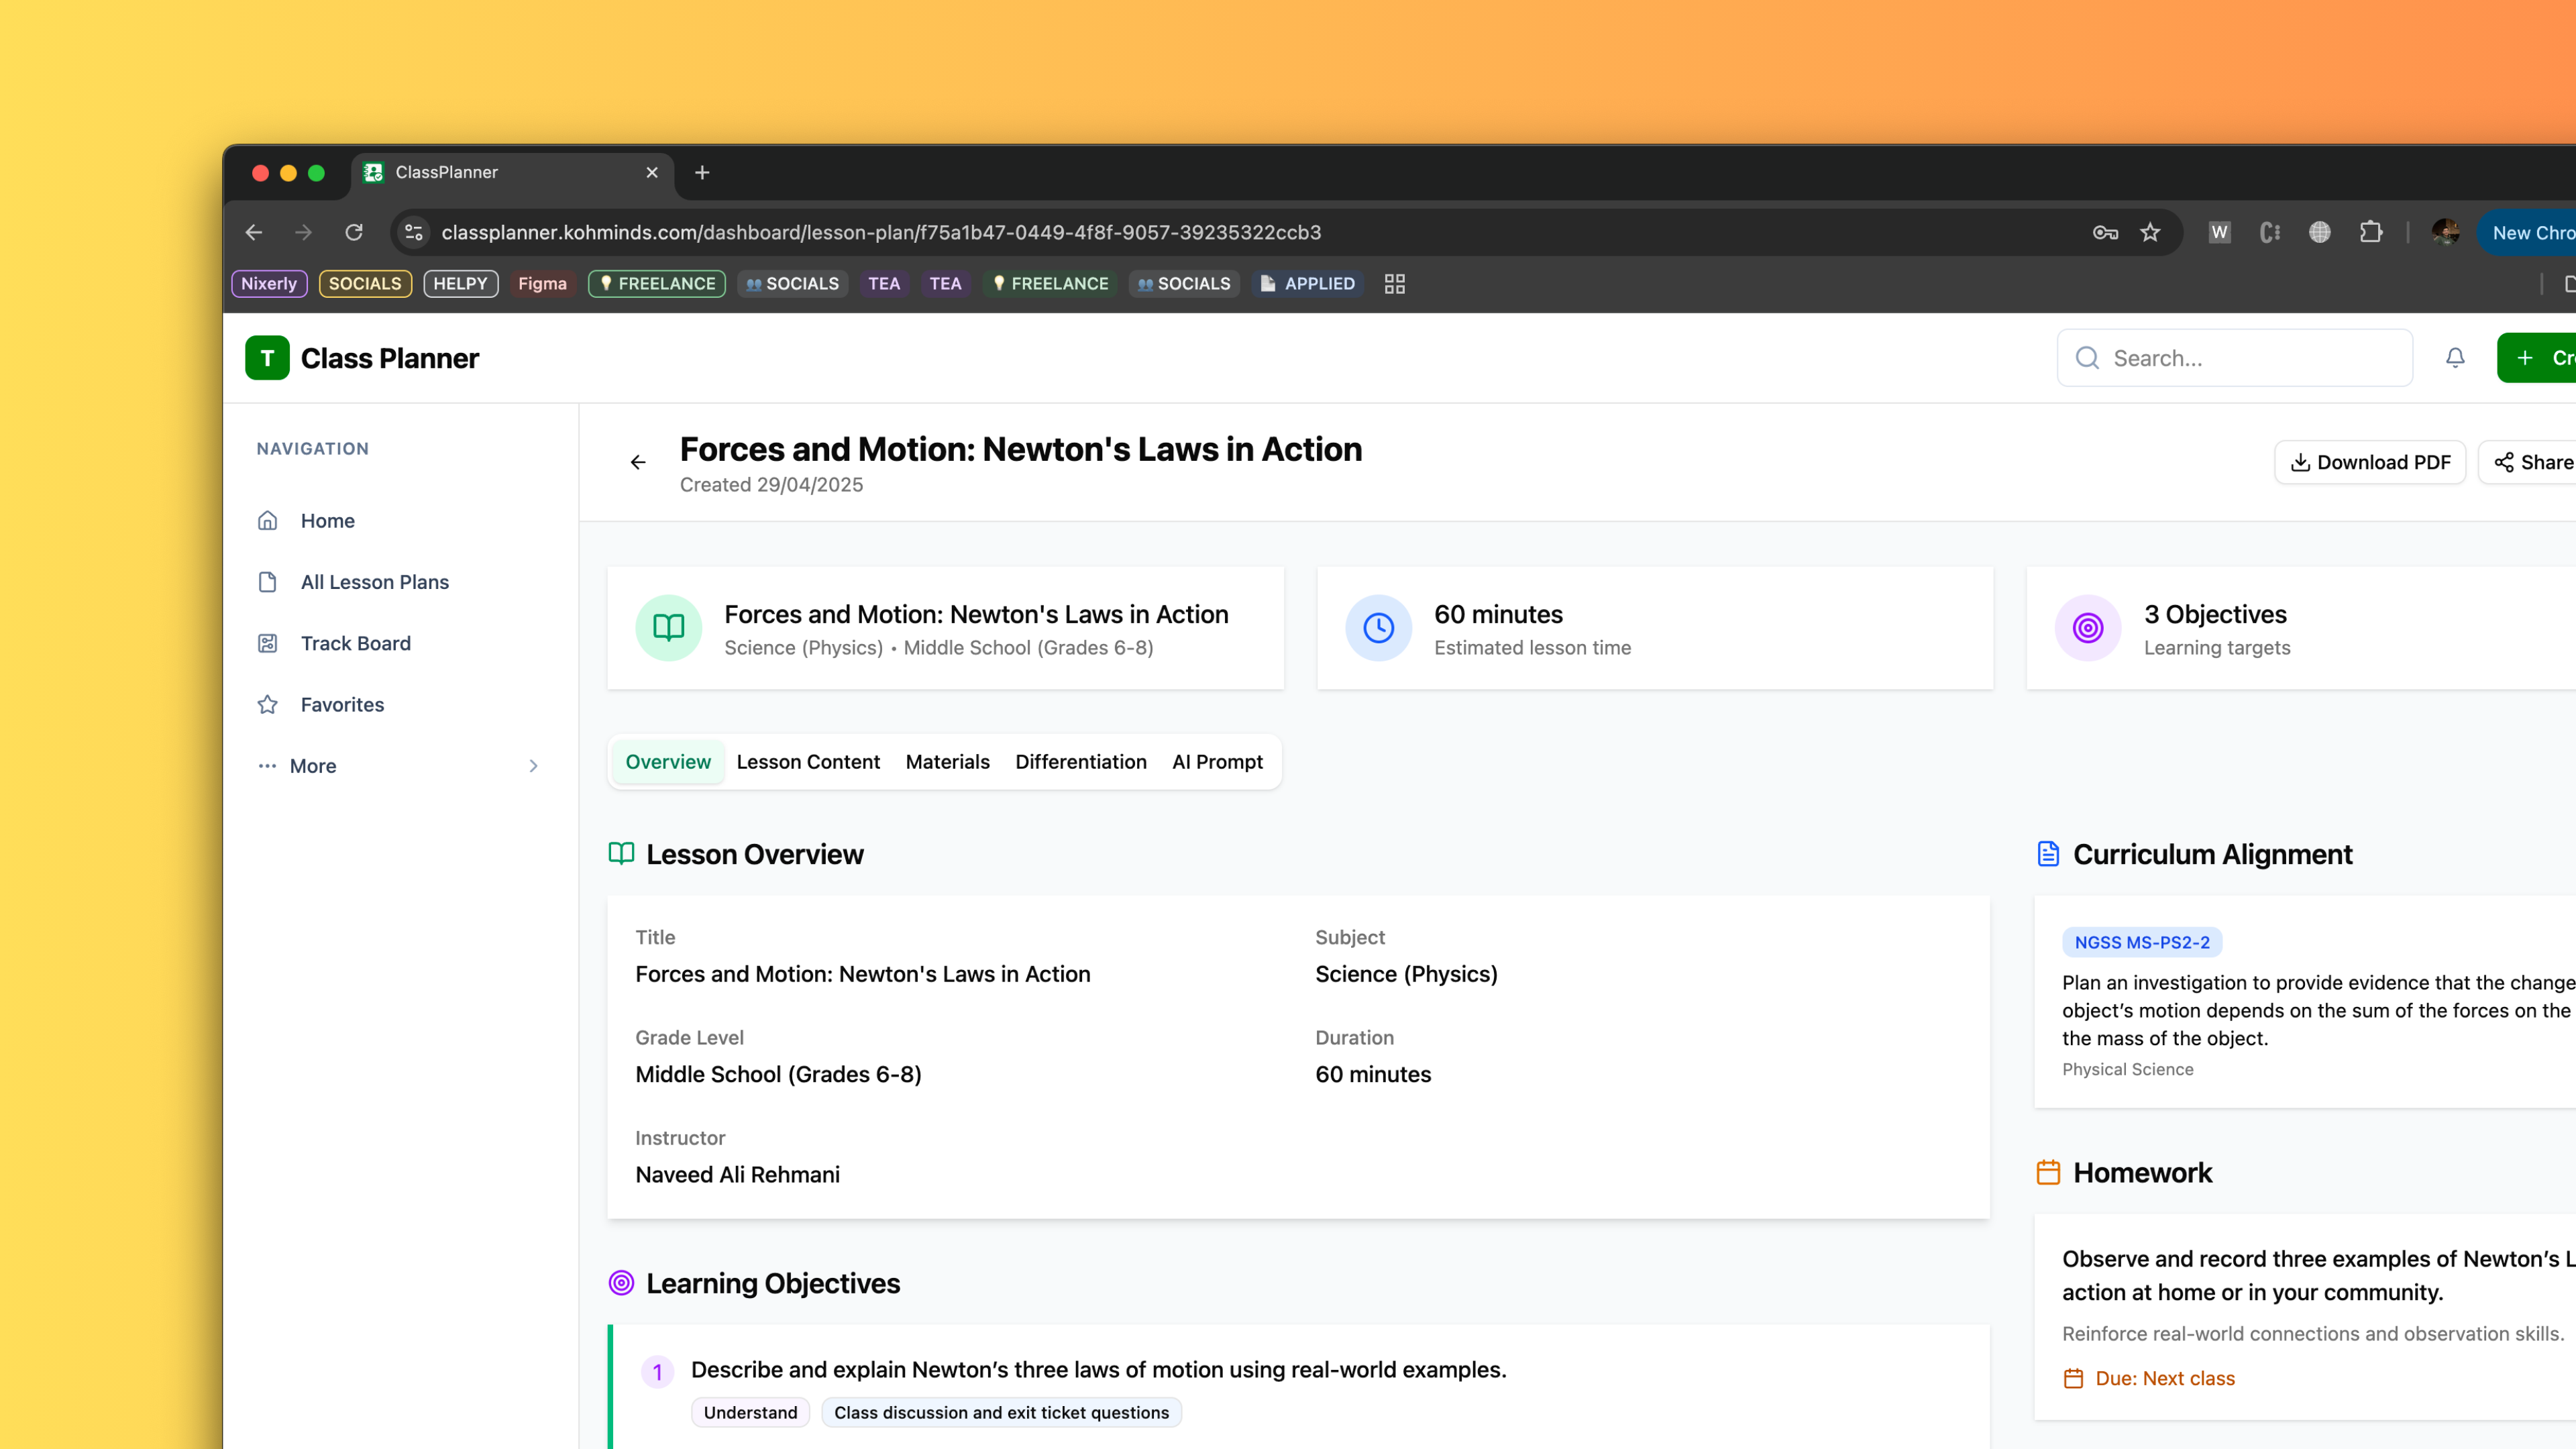 ClassPlanner
classplanner.kohminds.com/dashboard/lesson-plan/f75a1b47-0449-4f8f-9057-39235322ccb3
W
New Chro
Nixerly SOCIALS HELPY Figma FREELANCE SOCIALS TEA TEA FREELANCE SOCIALS APPLIED
T Class Planner
Search...
+ Cr
NAVIGATION
Home
All Lesson Plans
Track Board
Favorites
More
Forces and Motion: Newton's Laws in Action
Created 29/04/2025
Download PDF
Share
Forces and Motion: Newton's Laws in Action
Science (Physics) • Middle School (Grades 6-8)
60 minutes
Estimated lesson time
3 Objectives
Learning targets
Overview Lesson Content Materials Differentiation AI Prompt
Lesson Overview
Title
Forces and Motion: Newton's Laws in Action
Subject
Science (Physics)
Grade Level
Middle School (Grades 6-8)
Duration
60 minutes
Instructor
Naveed Ali Rehmani
Learning Objectives
1 Describe and explain Newton’s three laws of motion using real-world examples.
Understand Class discussion and exit ticket questions
Curriculum Alignment
NGSS MS-PS2-2
Plan an investigation to provide evidence that the change
object’s motion depends on the sum of the forces on the
the mass of the object.
Physical Science
Homework
Observe and record three examples of Newton’s L
action at home or in your community.
Reinforce real-world connections and observation skills.
Due: Next class